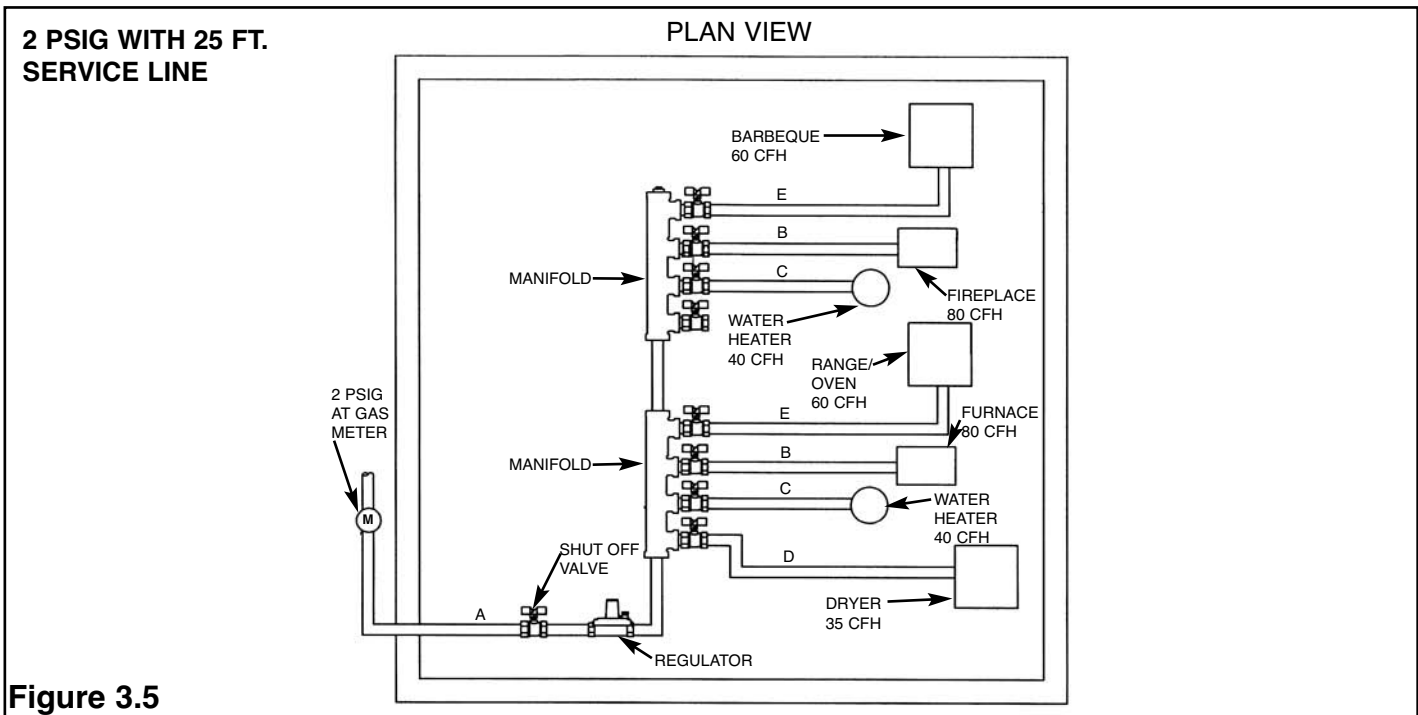 2 PSIG WITH 25 FT.
SERVICE LINE
PLAN VIEW
BARBEQUE
60 CFH
E
B
MANIFOLD
C
FIREPLACE
80 CFH
WATER
HEATER
40 CFH
RANGE/
OVEN
60 CFH
2 PSIG
AT GAS
METER
E
FURNACE
80 CFH
B
MANIFOLD
C
WATER
HEATER
40 CFH
M
SHUT OFF
VALVE
D
A
DRYER
35 CFH
REGULATOR
Figure 3.5